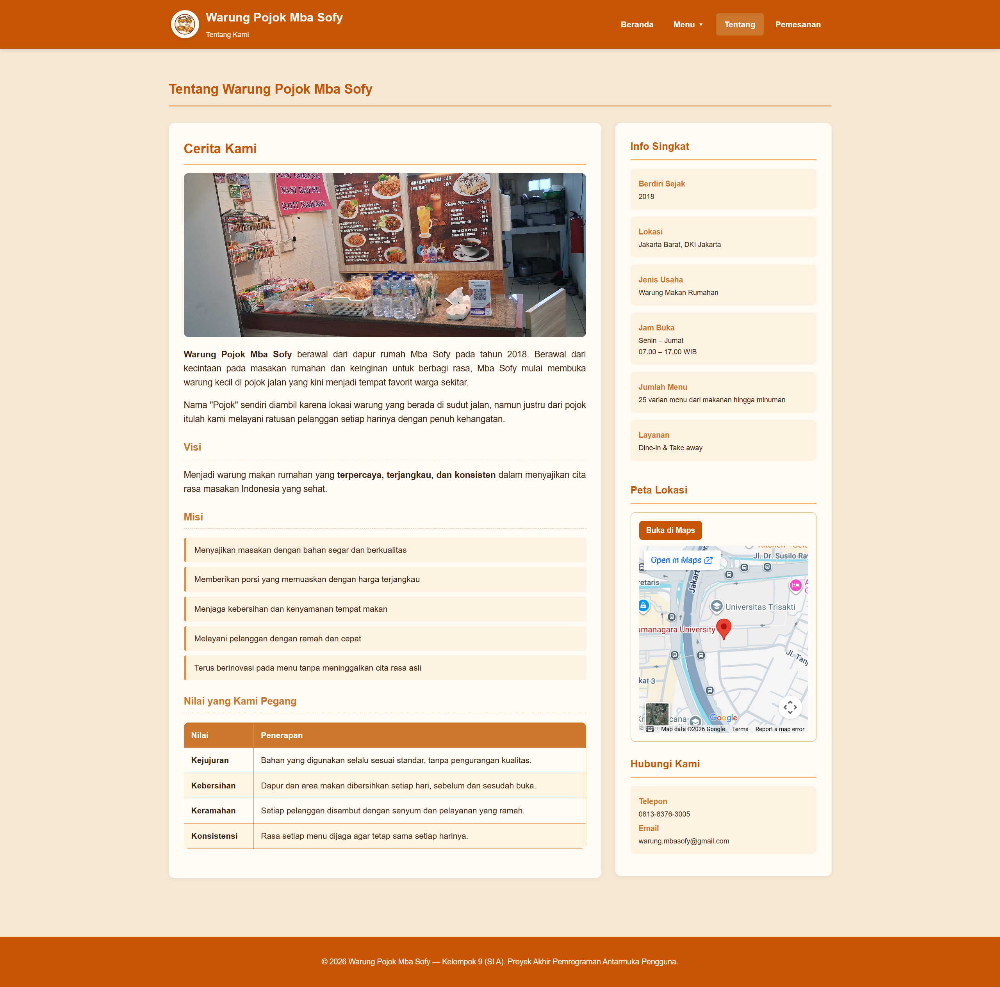 Warung Pojok Mba Sofy
Tentang Kami
Beranda
Menu ▼
Tentang
Pemesanan
Tentang Warung Pojok Mba Sofy
Cerita Kami
NASI GORENG
NASI KATSU
ROTI BAKAR
Aneka Minuman Dingin
Warung Pojok Mba Sofy berawal dari dapur rumah Mba Sofy pada tahun 2018. Berawal dari
kecintaan pada masakan rumahan dan keinginan untuk berbagi rasa, Mba Sofy mulai membuka
warung kecil di pojok jalan yang kini menjadi tempat favorit warga sekitar.
Nama "Pojok" sendiri diambil karena lokasi warung yang berada di sudut jalan, namun justru dari pojok
itulah kami melayani ratusan pelanggan setiap harinya dengan penuh kehangatan.
Visi
Menjadi warung makan rumahan yang terpercaya, terjangkau, dan konsisten dalam menyajikan cita
rasa masakan Indonesia yang sehat.
Misi
Menyajikan masakan dengan bahan segar dan berkualitas
Memberikan porsi yang memuaskan dengan harga terjangkau
Menjaga kebersihan dan kenyamanan tempat makan
Melayani pelanggan dengan ramah dan cepat
Terus berinovasi pada menu tanpa meninggalkan cita rasa asli
Nilai yang Kami Pegang
Nilai Penerapan
Kejujuran Bahan yang digunakan selalu sesuai standar, tanpa pengurangan kualitas.
Kebersihan Dapur dan area makan dibersihkan setiap hari, sebelum dan sesudah buka.
Keramahan Setiap pelanggan disambut dengan senyum dan pelayanan yang ramah.
Konsistensi Rasa setiap menu dijaga agar tetap sama setiap harinya.
Info Singkat
Berdiri Sejak
2018
Lokasi
Jakarta Barat, DKI Jakarta
Jenis Usaha
Warung Makan Rumahan
Jam Buka
Senin – Jumat
07.00 – 17.00 WIB
Jumlah Menu
25 varian menu dari makanan hingga minuman
Layanan
Dine-in & Take away
Peta Lokasi
Buka di Maps
Open in Maps
Jl. Dr. Susilo Ray
Jakart
retaris
Universitas Trisakti
umanagara University
Jl. Tanj
kat 3
Google
Map data ©2026 Google Terms Report a map error
Hubungi Kami
Telepon
0813-8376-3005
Email
warung.mbasofy@gmail.com
© 2026 Warung Pojok Mba Sofy — Kelompok 9 (SI A). Proyek Akhir Pemrograman Antarmuka Pengguna.